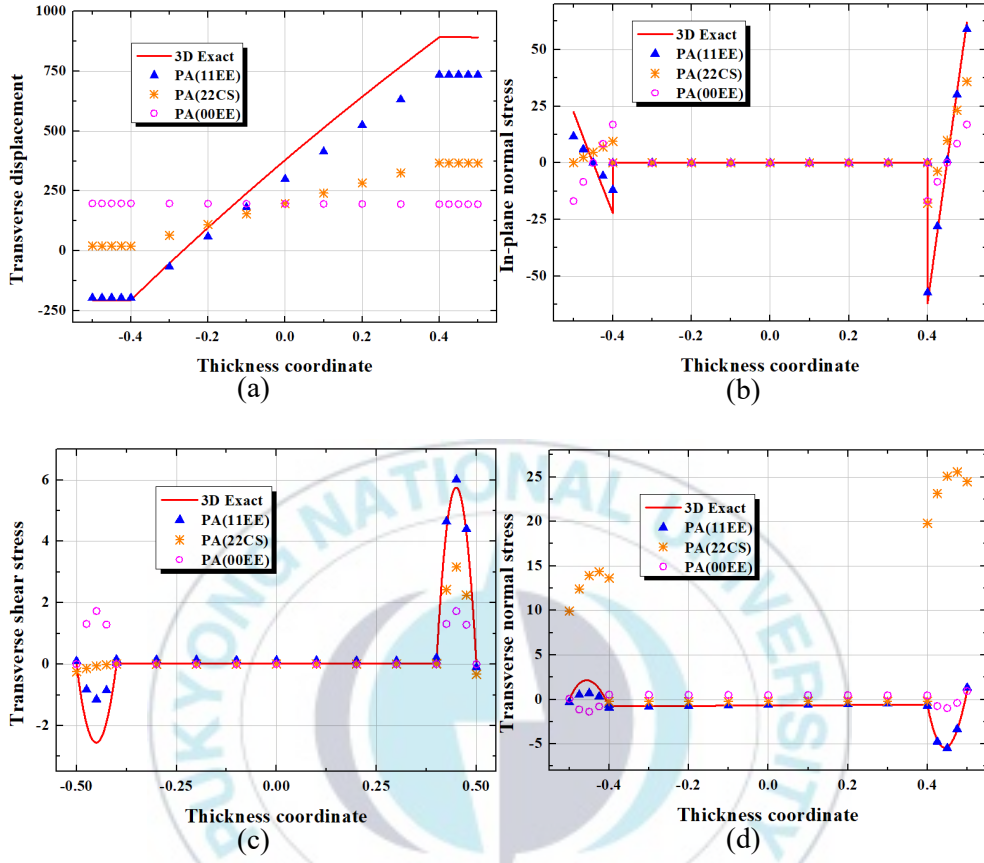 1000
750
500
250
0
-250
Transverse displacement
3D Exact
PA(11EE)
PA(22CS)
PA(00EE)
-0.4 -0.2 0.0 0.2 0.4
Thickness coordinate
(a)
50
25
0
-25
-50
In-plane normal stress
3D Exact
PA(11EE)
PA(22CS)
PA(00EE)
-0.4 -0.2 0.0 0.2 0.4
Thickness coordinate
(b)
6
4
2
0
-2
Transverse shear stress
3D Exact
PA(11EE)
PA(22CS)
PA(00EE)
-0.50 -0.25 0.00 0.25 0.50
Thickness coordinate
(c)
25
20
15
10
5
0
-5
Transverse normal stress
3D Exact
PA(11EE)
PA(22CS)
PA(00EE)
-0.4 -0.2 0.0 0.2 0.4
Thickness coordinate
(d)
PUKYONG NATIONAL UNIVERSITY